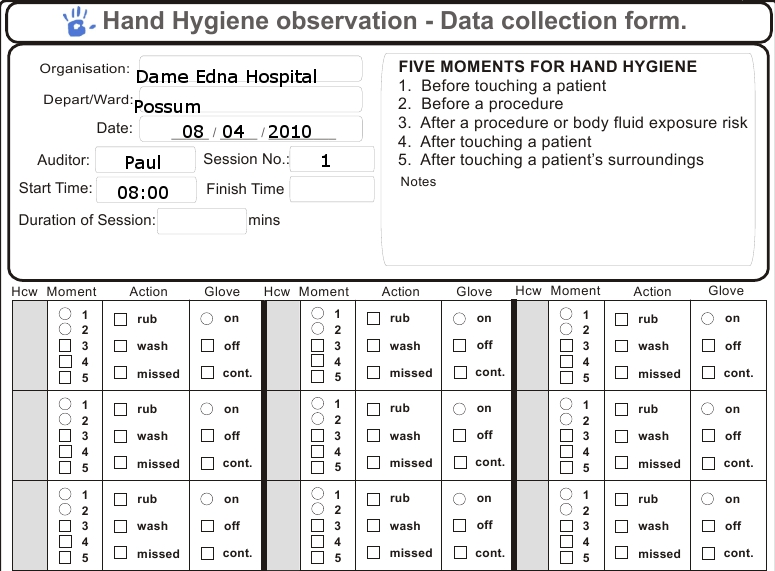 Hand Hygiene observation - Data collection form.
Organisation: Dame Edna Hospital
Depart/Ward: Possum
Date: 08 / 04 / 2010
Auditor: Paul Session No.: 1
Start Time: 08:00 Finish Time
Duration of Session: mins
FIVE MOMENTS FOR HAND HYGIENE
1. Before touching a patient
2. Before a procedure
3. After a procedure or body fluid exposure risk
4. After touching a patient
5. After touching a patient's surroundings
Notes
Hcw Moment Action Glove Hcw Moment Action Glove Hcw Moment Action Glove
1 rub on 1 rub on 1 rub on
2 2 2
3 wash off 3 wash off 3 wash off
4 4 4
5 missed cont. 5 missed cont. 5 missed cont.
1 rub on 1 rub on 1 rub on
2 2 2
3 wash off 3 wash off 3 wash off
4 4 4
5 missed cont. 5 missed cont. 5 missed cont.
1 rub on 1 rub on 1 rub on
2 2 2
3 wash off 3 wash off 3 wash off
4 4 4
5 missed cont. 5 missed cont. 5 missed cont.